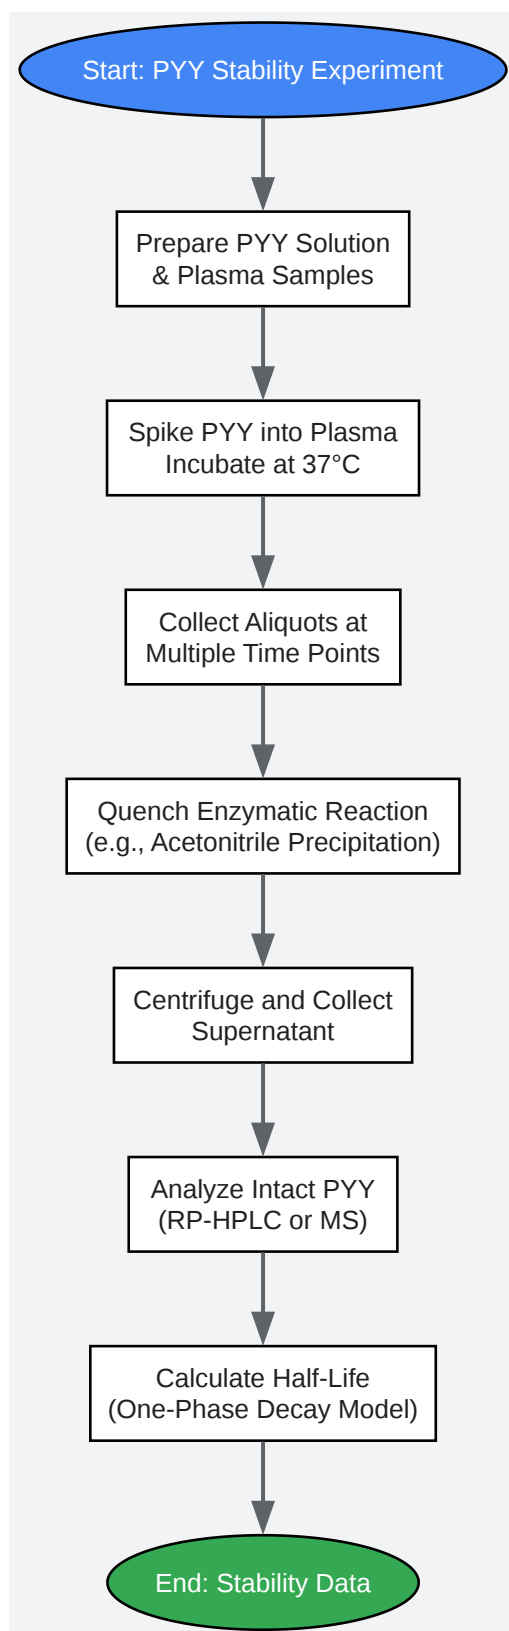 Start: PYY Stability Experiment
Prepare PYY Solution
& Plasma Samples
Spike PYY into Plasma
Incubate at 37°C
Collect Aliquots at
Multiple Time Points
Quench Enzymatic Reaction
(e.g., Acetonitrile Precipitation)
Centrifuge and Collect
Supernatant
Analyze Intact PYY
(RP-HPLC or MS)
Calculate Half-Life
(One-Phase Decay Model)
End: Stability Data